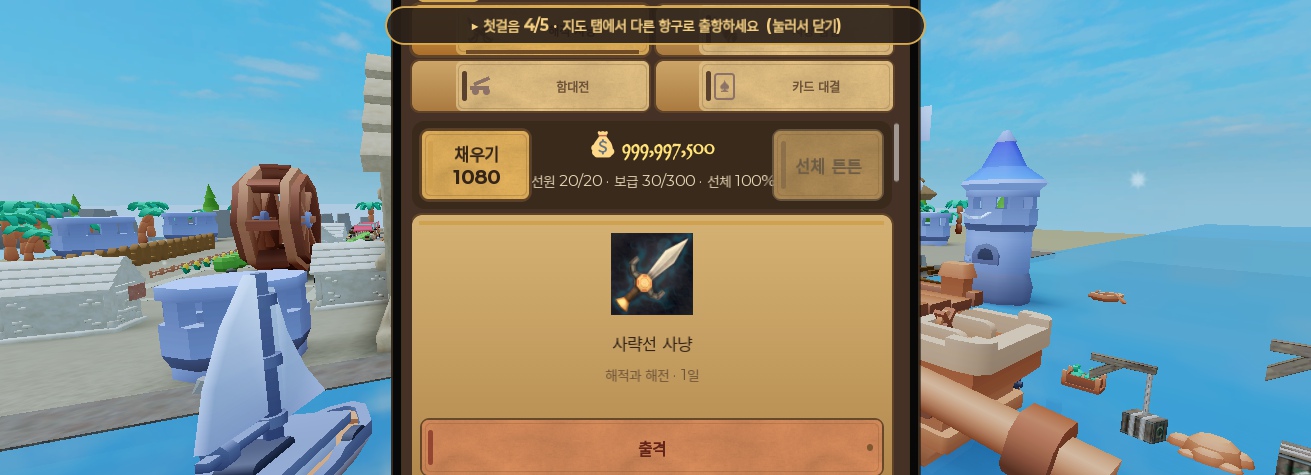 ▸ 첫걸음 4/5 · 지도 탭에서 다른 항구로 출항하세요 (눌러서 닫기)
함대전
카드 대결
채우기
1080
999,997,500
선원 20/20 · 보급 30/300 · 선체 100%
선체 튼튼
사략선 사냥
해적과 해전 · 1일
출격